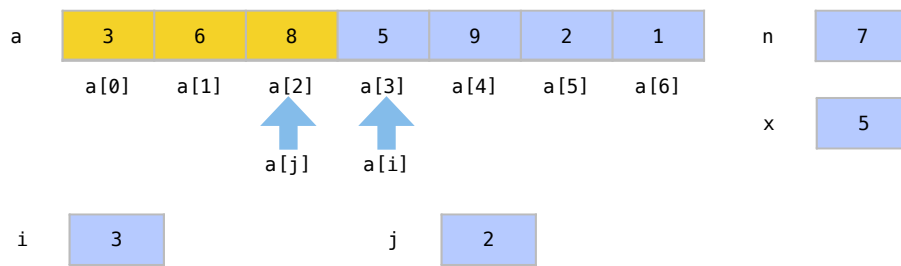 a 3 6 8 5 9 2 1 n 7
a[0] a[1] a[2] a[3] a[4] a[5] a[6]
x 5
a[j] a[i]
i 3 j 2